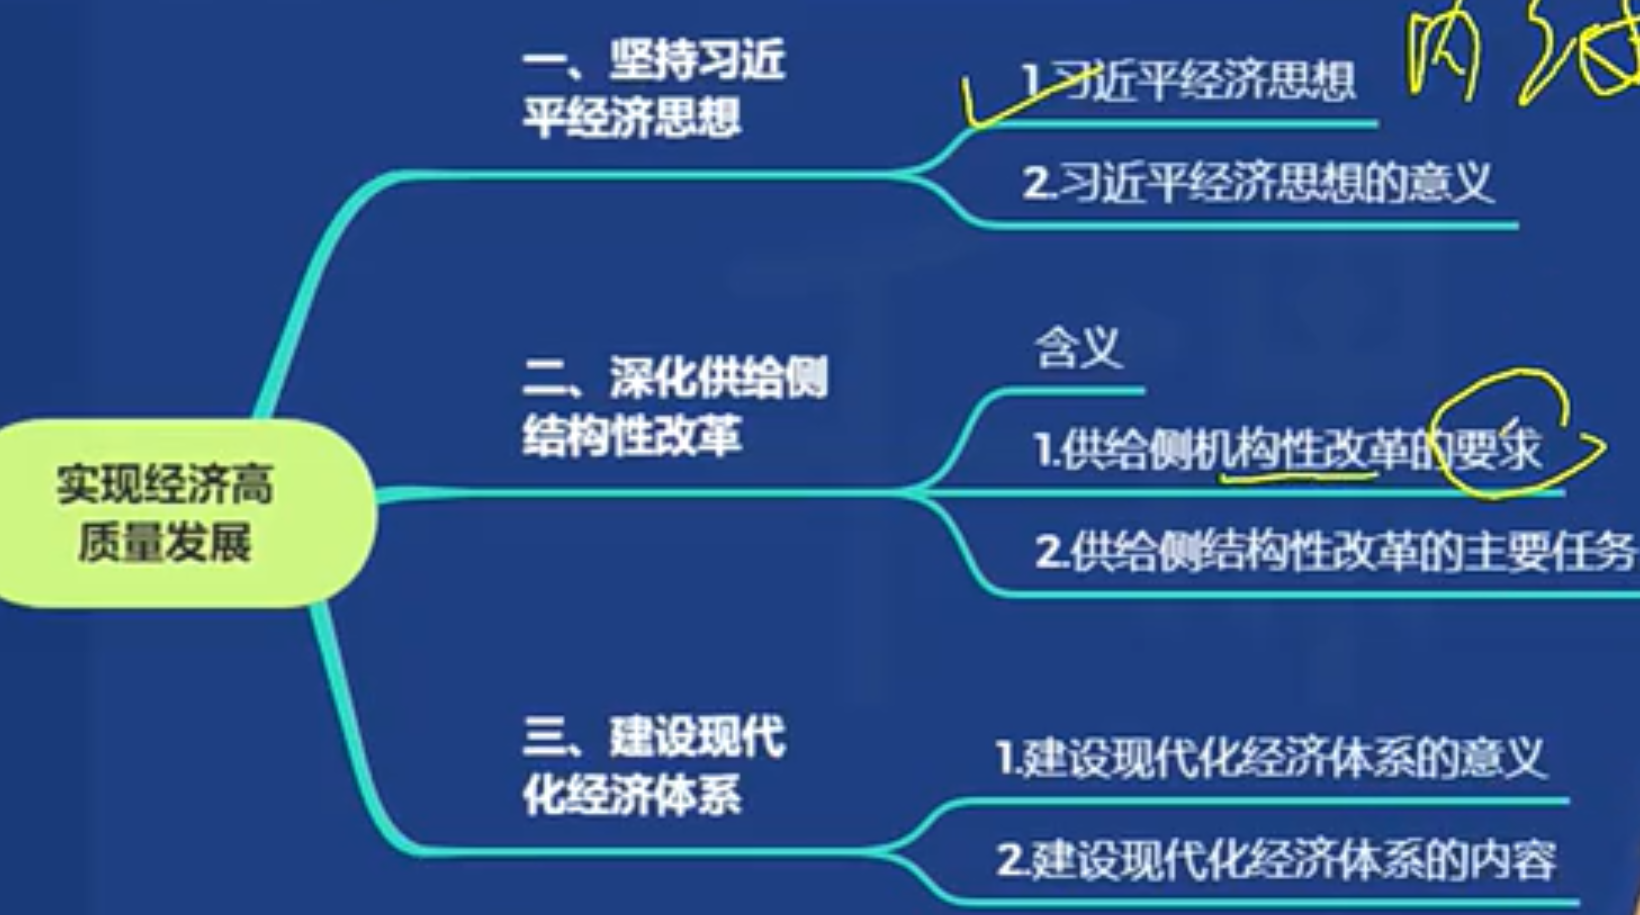 一、坚持习近
平经济思想
1.习近平经济思想
内
2.习近平经济思想的意义
二、深化供给侧
结构性改革
含义
1.供给侧机构性改革的要求
2.供给侧结构性改革的主要任务
实现经济高
质量发展
三、建设现代
化经济体系
1.建设现代化经济体系的意义
2.建设现代化经济体系的内容